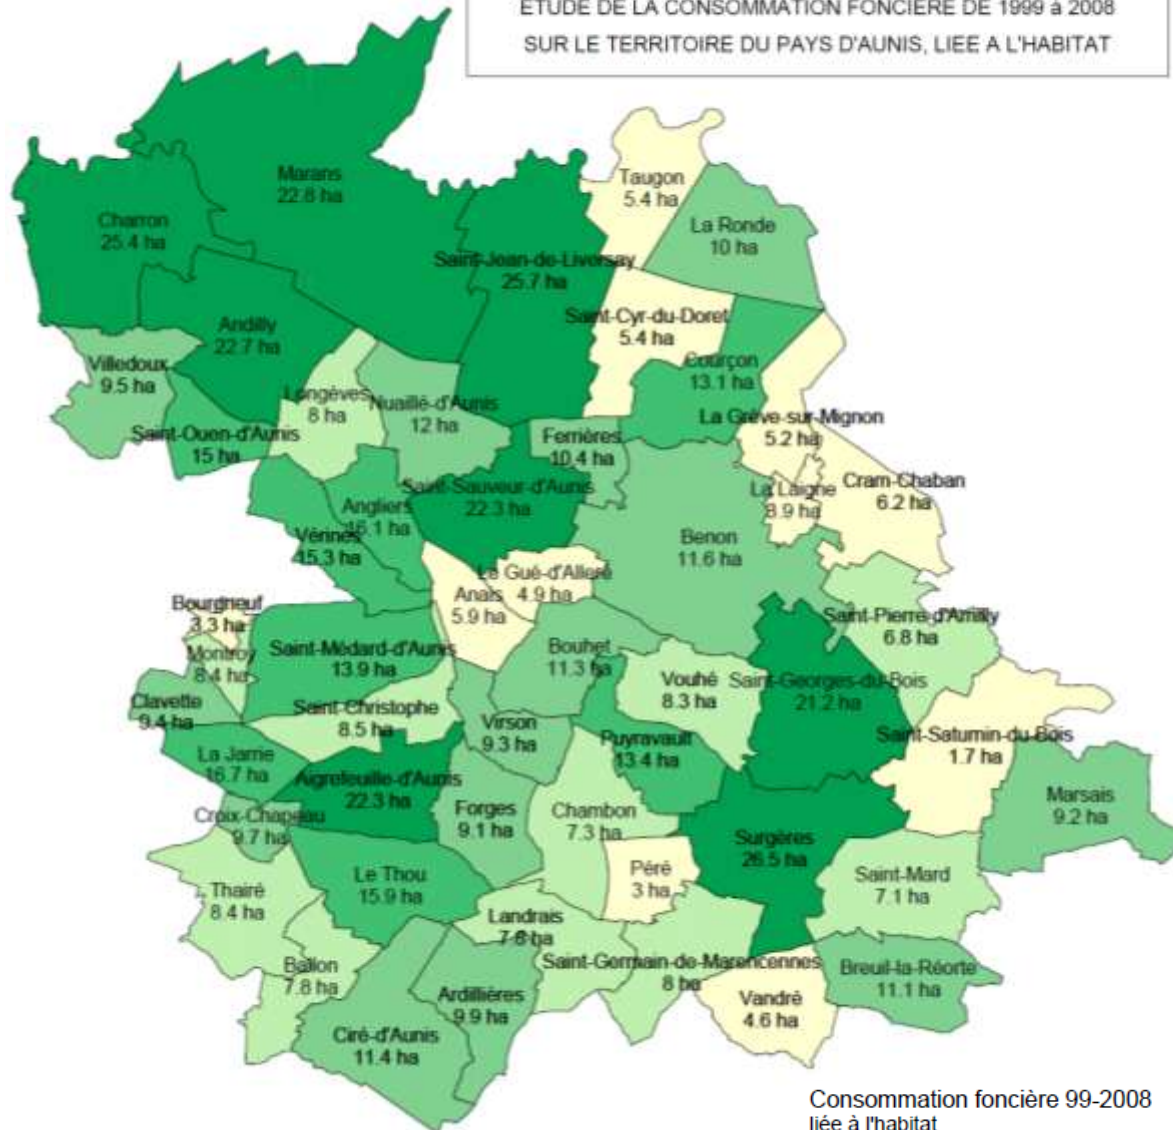 ETUDE DE LA CONSOMMATION FONCIERE DE 1999 à 2008
SUR LE TERRITOIRE DU PAYS D'AUNIS, LIEE A L'HABITAT
Marans
22.8 ha
Taugon
5.4 ha
Charron
25.4 ha
La Ronde
10 ha
Saint-Jean-de-Liversay
25.7 ha
Saint-Cyr-du-Doret
5.4 ha
Andilly
22.7 ha
Villedoux
9.5 ha
Courçon
13.1 ha
Longèves
8 ha
Nuaillé-d'Aunis
12 ha
La Grève-sur-Mignon
5.2 ha
Saint-Ouen-d'Aunis
15 ha
Ferrières
10.4 ha
Saint-Sauveur-d'Aunis
22.3 ha
La Laigne
8.9 ha
Cram-Chaban
6.2 ha
Angliers
16.1 ha
Vérines
15.3 ha
Benon
11.6 ha
Le Gué-d'Alleré
4.9 ha
Anais
5.9 ha
Bourgneuf
3.3 ha
Saint-Pierre-d'Amilly
6.8 ha
Montroy
8.4 ha
Saint-Médard-d'Aunis
13.9 ha
Bouhet
11.3 ha
Vouhé
8.3 ha
Saint-Georges-du-Bois
21.2 ha
Clavette
9.4 ha
Saint-Christophe
8.5 ha
Virson
9.3 ha
Puyravault
13.4 ha
Saint-Saturnin-du-Bois
1.7 ha
La Jarrie
16.7 ha
Aigrefeuille-d'Aunis
22.3 ha
Marsais
9.2 ha
Croix-Chapeau
9.7 ha
Forges
9.1 ha
Chambon
7.3 ha
Surgères
26.5 ha
Thairé
8.4 ha
Le Thou
15.9 ha
Péré
3 ha
Saint-Mard
7.1 ha
Landrais
7.6 ha
Ballon
7.8 ha
Saint-Germain-de-Marencennes
8 ha
Breuil-la-Réorte
11.1 ha
Ardillières
9.9 ha
Vandré
4.6 ha
Ciré-d'Aunis
11.4 ha
Consommation foncière 99-2008
liée à l'habitat